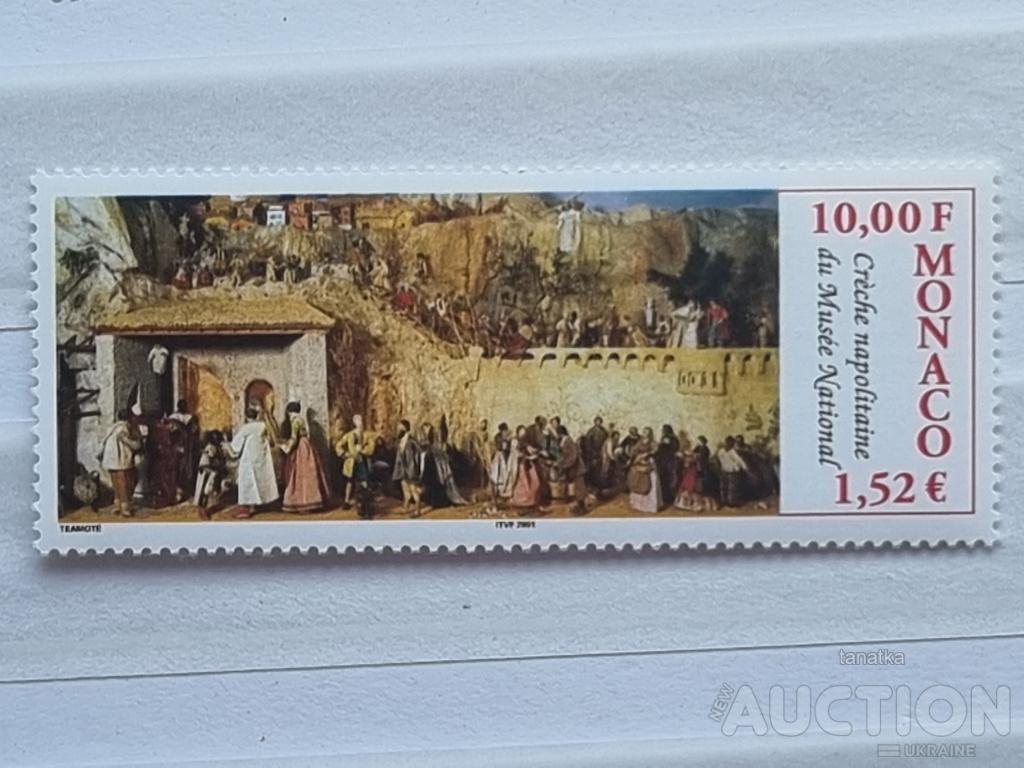 10,00 F
MONACO
Crèche napolitaine
du Musée National
1,52 €
TEAMOTE
ITVF 2001
tanatka
NEW
AUCTION
UKRAINE